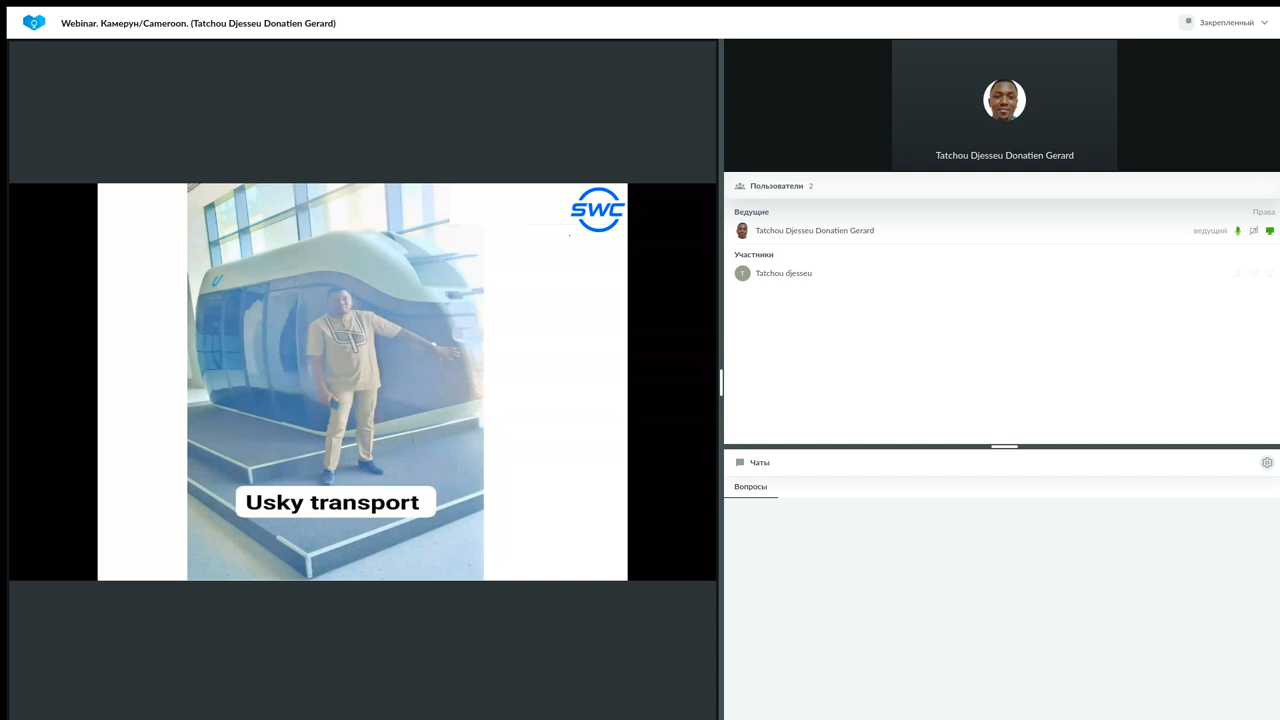 Webinar. Камерун/Cameroon. (Tatchou Djesseu Donatien Gerard)
Закрепленный
SWC
Usky transport
Tatchou Djesseu Donatien Gerard
Пользователи 2
Ведущие Права
Tatchou Djesseu Donatien Gerard ведущий
Участники
T Tatchou djesseu
Чаты
Вопросы